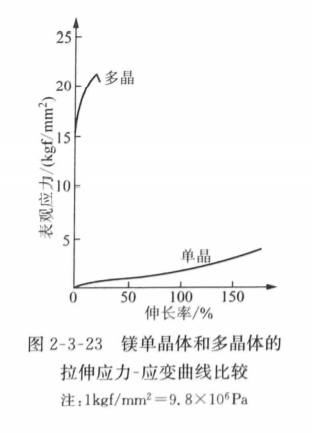 表观应力/(kgf/mm²)
25
20
15
10
5
0
50
100
150
多晶
单晶
伸长率/%
图 2-3-23 镁单晶体和多晶体的
拉伸应力-应变曲线比较
注:1kgf/mm²=9.8×10⁶Pa